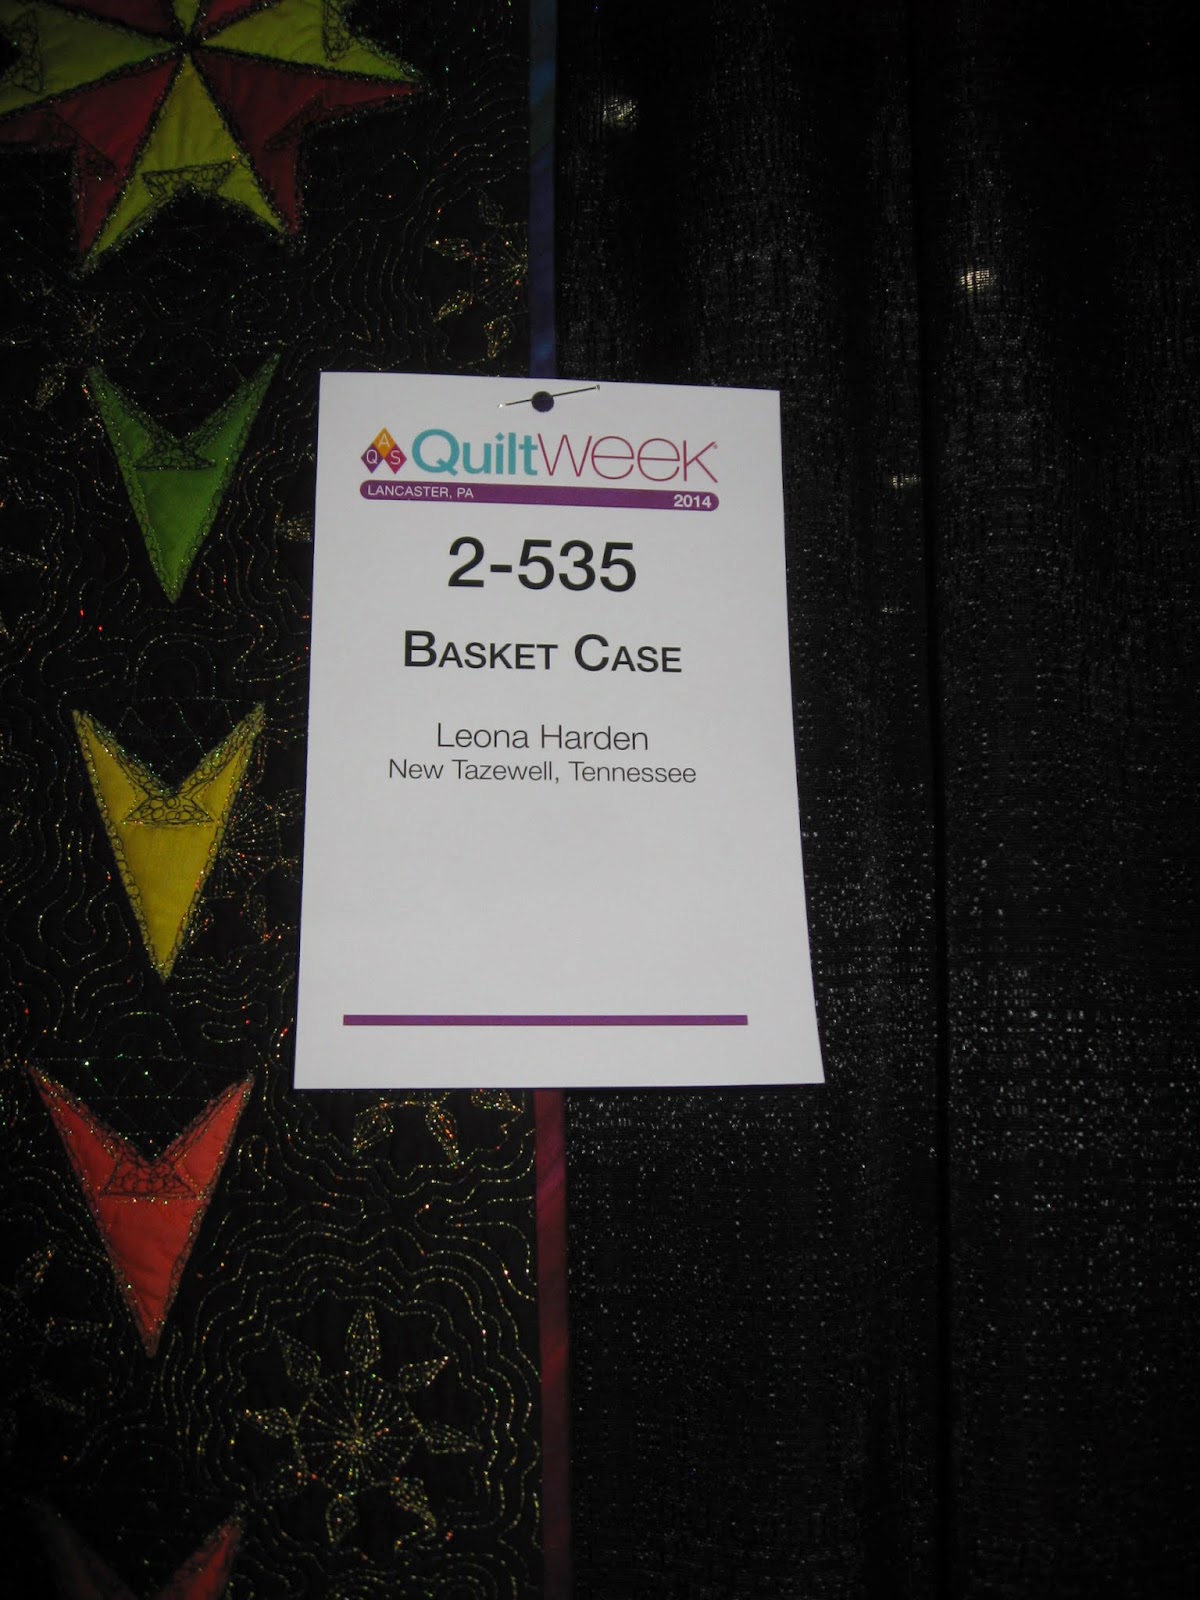 AQS QuiltWeek®
LANCASTER, PA 2014
2-535
BASKET CASE
Leona Harden
New Tazewell, Tennessee